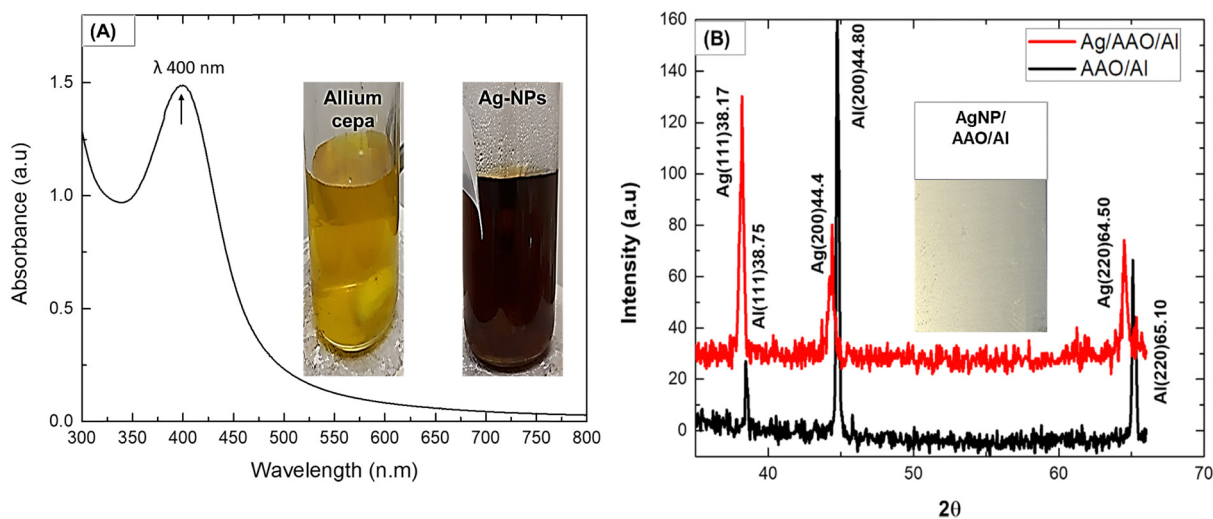 (A)
λ 400 nm
Allium
cepa
Ag-NPs
Absorbance (a.u)
1.5
1.0
0.5
0.0
300 350 400 450 500 550 600 650 700 750 800
Wavelength (n.m)
(B)
Ag/AAO/Al
AAO/Al
AgNP/
AAO/Al
Ag(111)38.17
Al(111)38.75
Ag(200)44.4
Al(200)44.80
Ag(220)64.50
Al(220)65.10
Intensity (a.u)
160
140
120
100
80
60
40
20
0
40 50 60 70
2θ